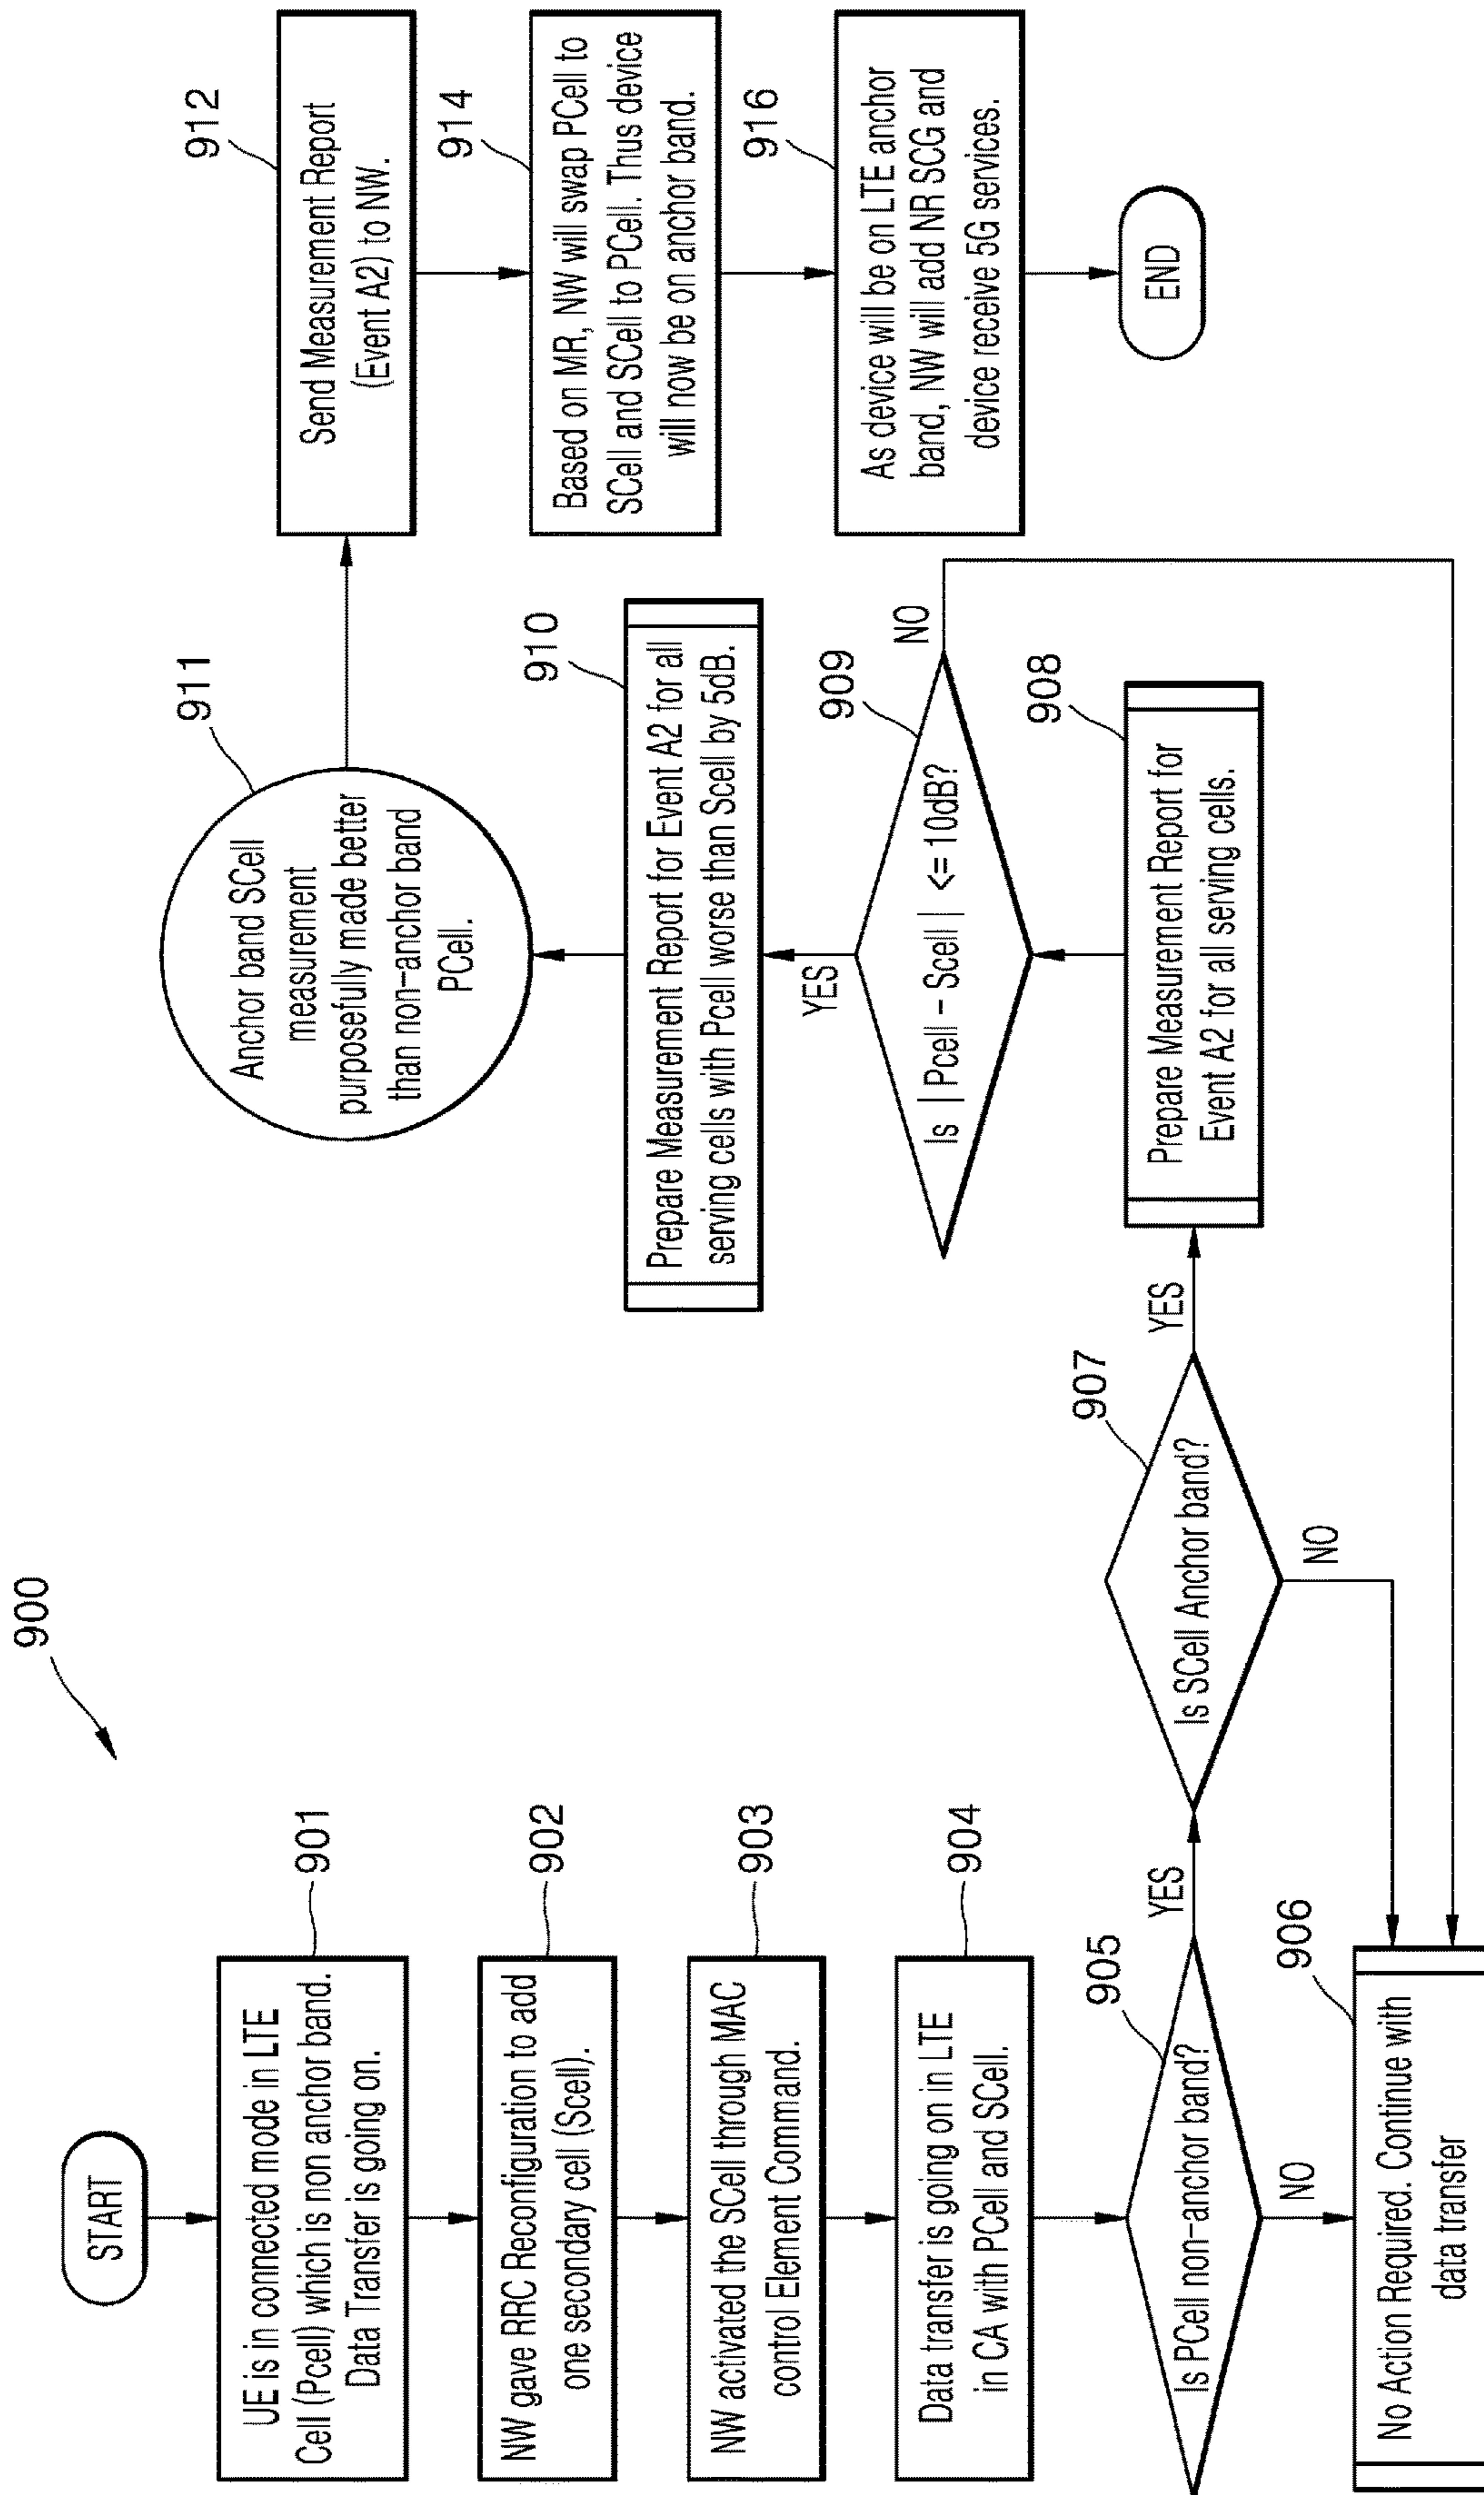 900
START
901
UE is in connected mode in LTE
Cell (Pcell) which is non anchor band.
Data Transfer is going on.
902
NW gave RRC Reconfiguration to add
one secondary cell (Scell).
903
NW activated the SCell through MAC
control Element Command.
904
Data transfer is going on in LTE
in CA with PCell and SCell.
905
Is PCell non-anchor band?
YES
NO
906
No Action Required. Continue with
data transfer
907
Is SCell Anchor band?
YES
NO
908
Prepare Measurement Report for
Event A2 for all serving cells.
909
Is | Pcell - Scell | <= 10dB?
NO
YES
910
Prepare Measurement Report for Event A2 for all
serving cells with Pcell worse than Scell by 5dB.
911
Anchor band SCell
measurement
purposefully made better
than non-anchor band
PCell.
912
Send Measurement Report
(Event A2) to NW.
914
Based on MR, NW will swap PCell to
SCell and SCell to PCell. Thus device
will now be on anchor band.
916
As device will be on LTE anchor
band, NW will add NR SCG and
device receive 5G services.
END